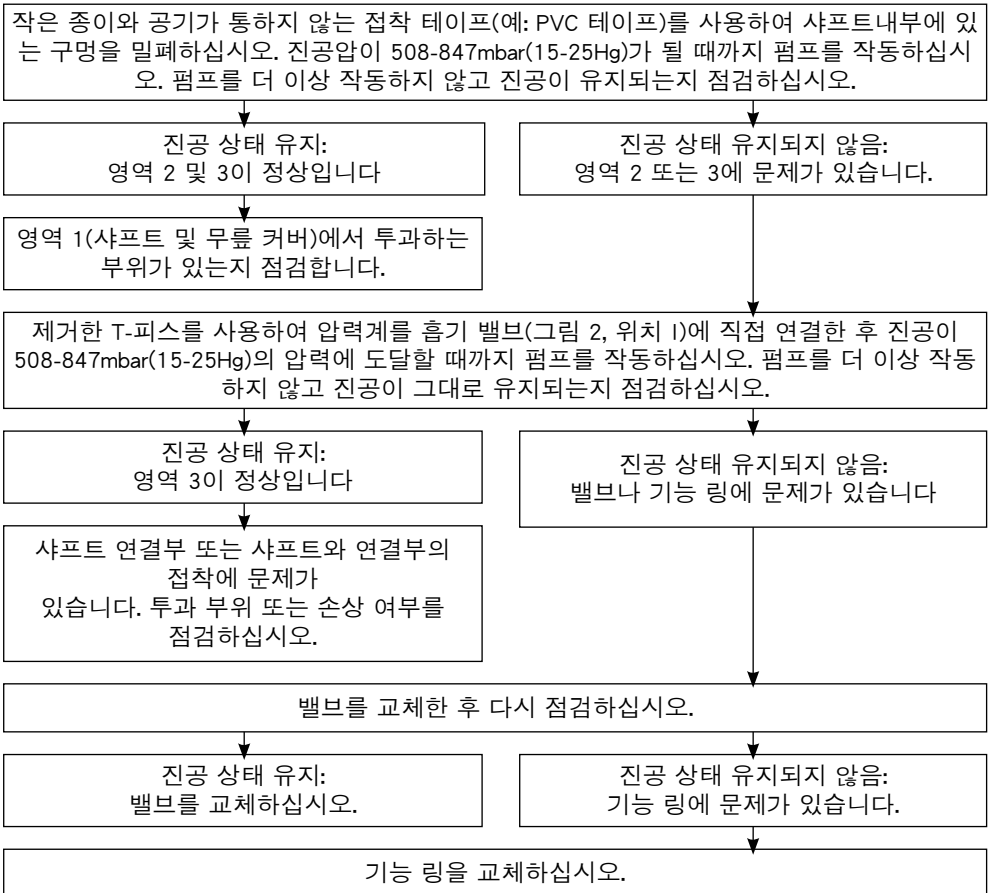 작은 종이와 공기가 통하지 않는 접착 테이프(예: PVC 테이프)를 사용하여 샤프트내부에 있
는 구멍을 밀폐하십시오. 진공압이 508-847mbar(15-25Hg)가 될 때까지 펌프를 작동하십시
오. 펌프를 더 이상 작동하지 않고 진공이 유지되는지 점검하십시오.
진공 상태 유지:
영역 2 및 3이 정상입니다
진공 상태 유지되지 않음:
영역 2 또는 3에 문제가 있습니다.
영역 1(샤프트 및 무릎 커버)에서 투과하는
부위가 있는지 점검합니다.
제거한 T-피스를 사용하여 압력계를 흡기 밸브(그림 2, 위치 I)에 직접 연결한 후 진공이
508-847mbar(15-25Hg)의 압력에 도달할 때까지 펌프를 작동하십시오. 펌프를 더 이상 작동
하지 않고 진공이 그대로 유지되는지 점검하십시오.
진공 상태 유지:
영역 3이 정상입니다
진공 상태 유지되지 않음:
밸브나 기능 링에 문제가 있습니다
샤프트 연결부 또는 샤프트와 연결부의
접착에 문제가
있습니다. 투과 부위 또는 손상 여부를
점검하십시오.
밸브를 교체한 후 다시 점검하십시오.
진공 상태 유지:
밸브를 교체하십시오.
진공 상태 유지되지 않음:
기능 링에 문제가 있습니다.
기능 링을 교체하십시오.